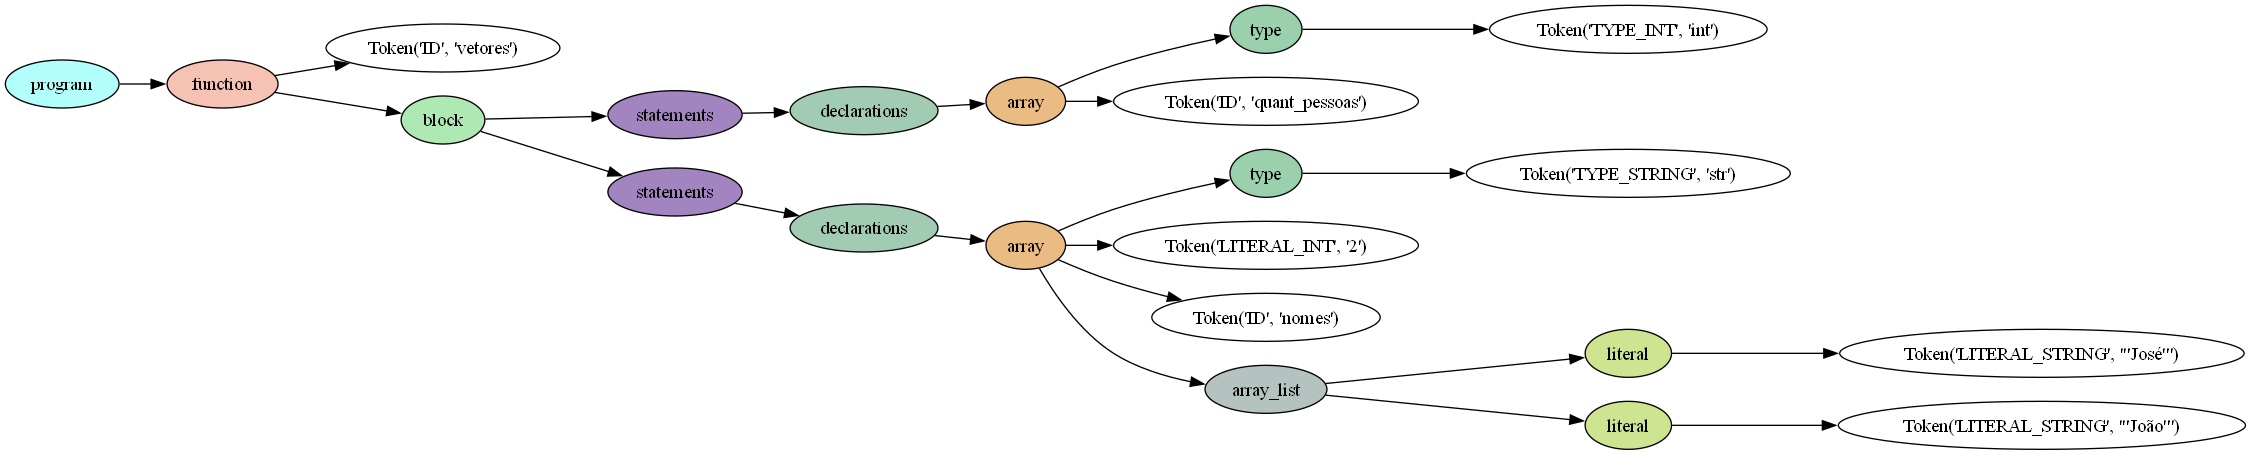 program
function
Token('ID', 'vetores')
block
statements
declarations
array
type
Token('TYPE_INT', 'int')
Token('ID', 'quant_pessoas')
statements
declarations
array
type
Token('TYPE_STRING', 'str')
Token('LITERAL_INT', '2')
Token('ID', 'nomes')
array_list
literal
Token('LITERAL_STRING', "'José'")
literal
Token('LITERAL_STRING', "'João'")